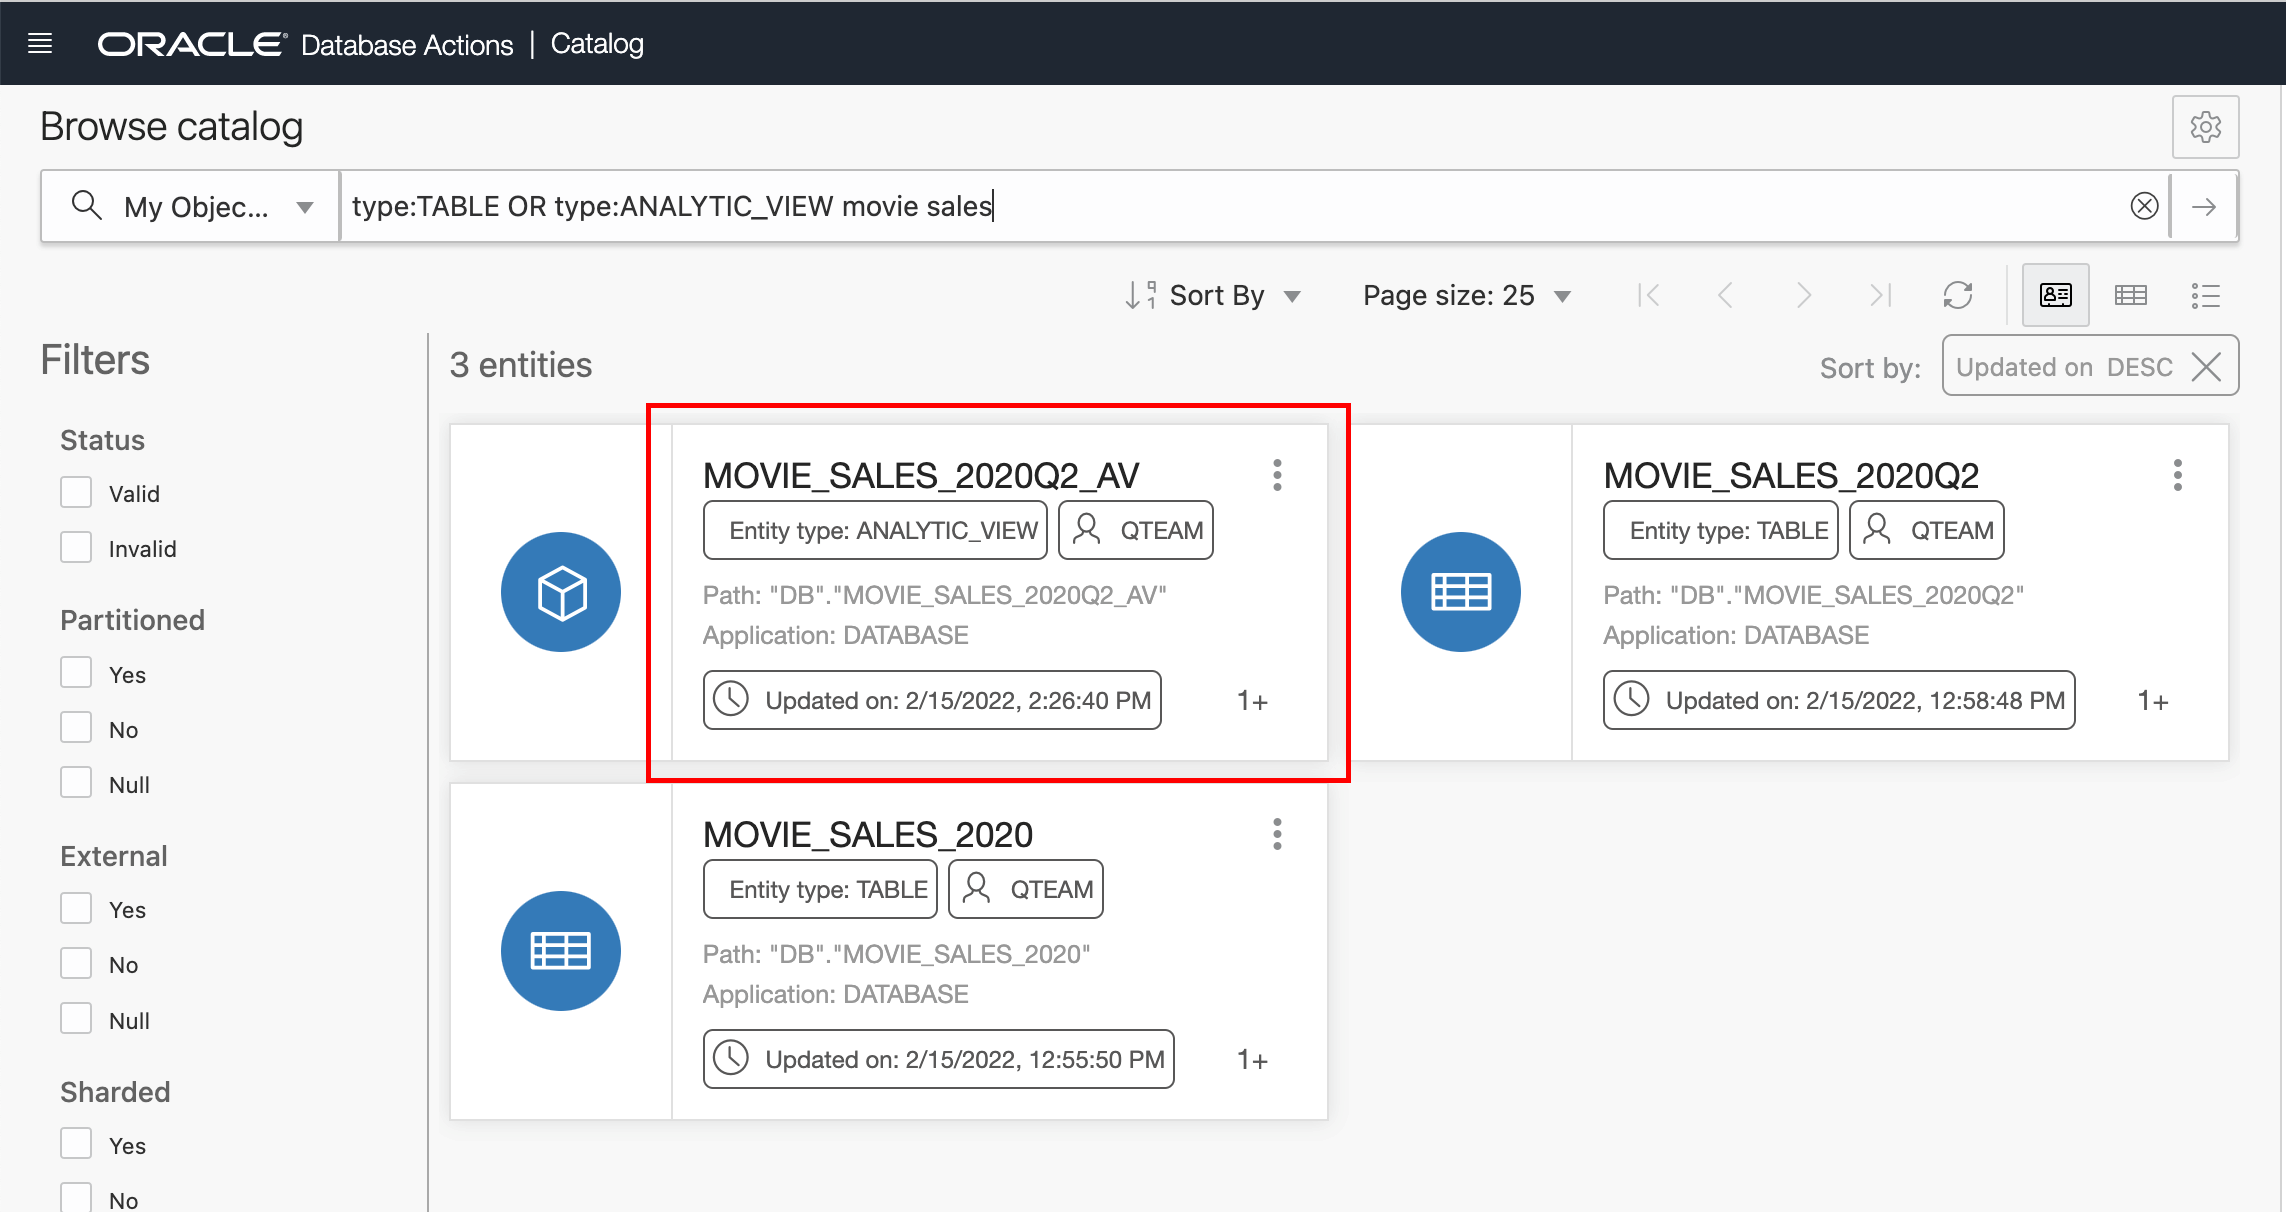 ORACLE Database Actions | Catalog
Browse catalog
My Objec... type:TABLE OR type:ANALYTIC_VIEW movie sales
Sort By Page size: 25
Filters
Status
Valid
Invalid
Partitioned
Yes
No
Null
External
Yes
No
Null
Sharded
Yes
No
3 entities
Sort by: Updated on DESC
MOVIE_SALES_2020Q2_AV
Entity type: ANALYTIC_VIEW QTEAM
Path: "DB"."MOVIE_SALES_2020Q2_AV"
Application: DATABASE
Updated on: 2/15/2022, 2:26:40 PM 1+
MOVIE_SALES_2020Q2
Entity type: TABLE QTEAM
Path: "DB"."MOVIE_SALES_2020Q2"
Application: DATABASE
Updated on: 2/15/2022, 12:58:48 PM 1+
MOVIE_SALES_2020
Entity type: TABLE QTEAM
Path: "DB"."MOVIE_SALES_2020"
Application: DATABASE
Updated on: 2/15/2022, 12:55:50 PM 1+